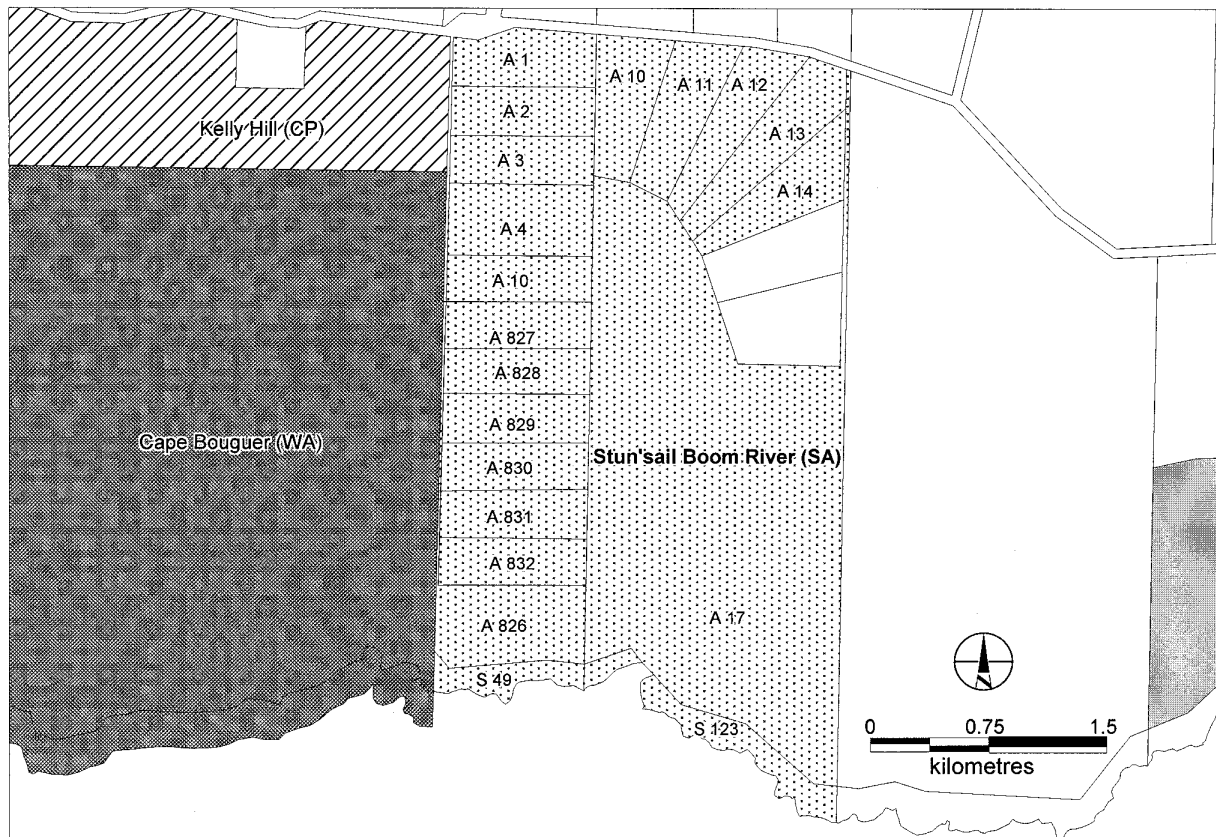 A 1
A 10
A 11
A 12
A 2
Kelly Hill (CP)
A 13
A 3
A 14
A 4
A 10
A 827
A 828
A 829
Cape Bouguer (WA)
Stun'sail Boom River (SA)
A 830
A 831
A 832
A 826
A 17
S 49
S 123
N
0 0.75 1.5
kilometres